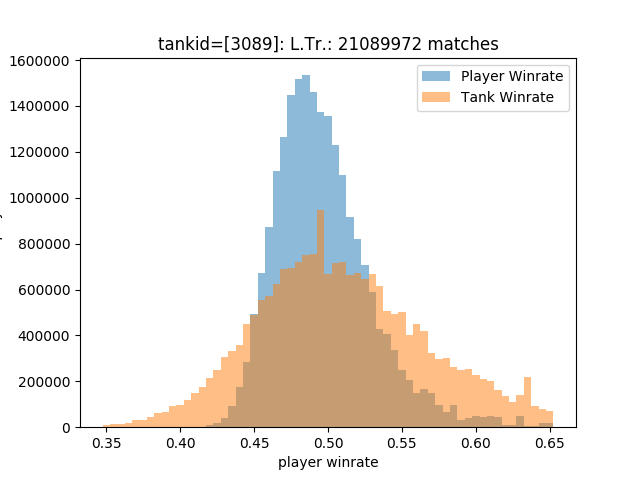 tankid=[3089]: L.Tr.: 21089972 matches
Player Winrate
Tank Winrate
1600000
1400000
1200000
1000000
800000
600000
400000
200000
0
0.35 0.40 0.45 0.50 0.55 0.60 0.65
player winrate